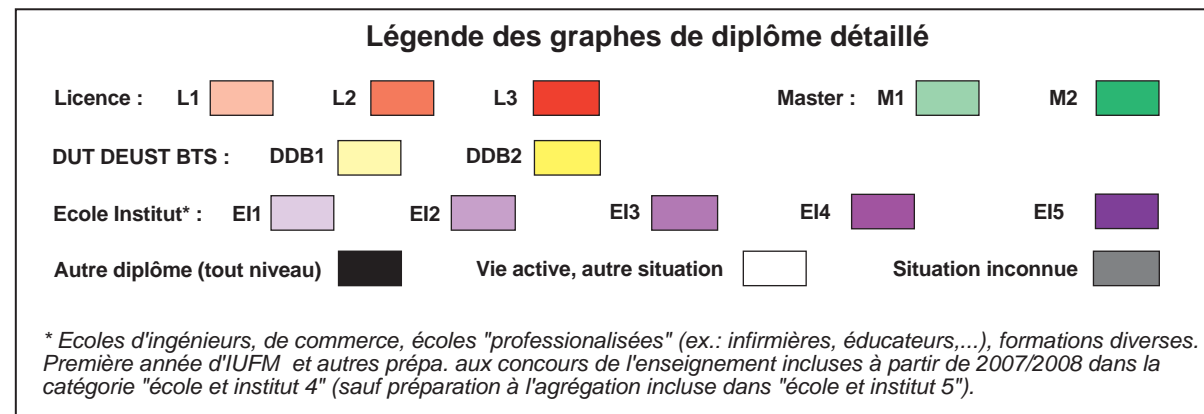 Légende des graphes de diplôme détaillé
Licence : L1 L2 L3 Master : M1 M2
DUT DEUST BTS : DDB1 DDB2
Ecole Institut* : EI1 EI2 EI3 EI4 EI5
Autre diplôme (tout niveau) Vie active, autre situation Situation inconnue
* Ecoles d'ingénieurs, de commerce, écoles "professionalisées" (ex.: infirmières, éducateurs,...), formations diverses.
Première année d'IUFM et autres prépa. aux concours de l'enseignement incluses à partir de 2007/2008 dans la
catégorie "école et institut 4" (sauf préparation à l'agrégation incluse dans "école et institut 5").